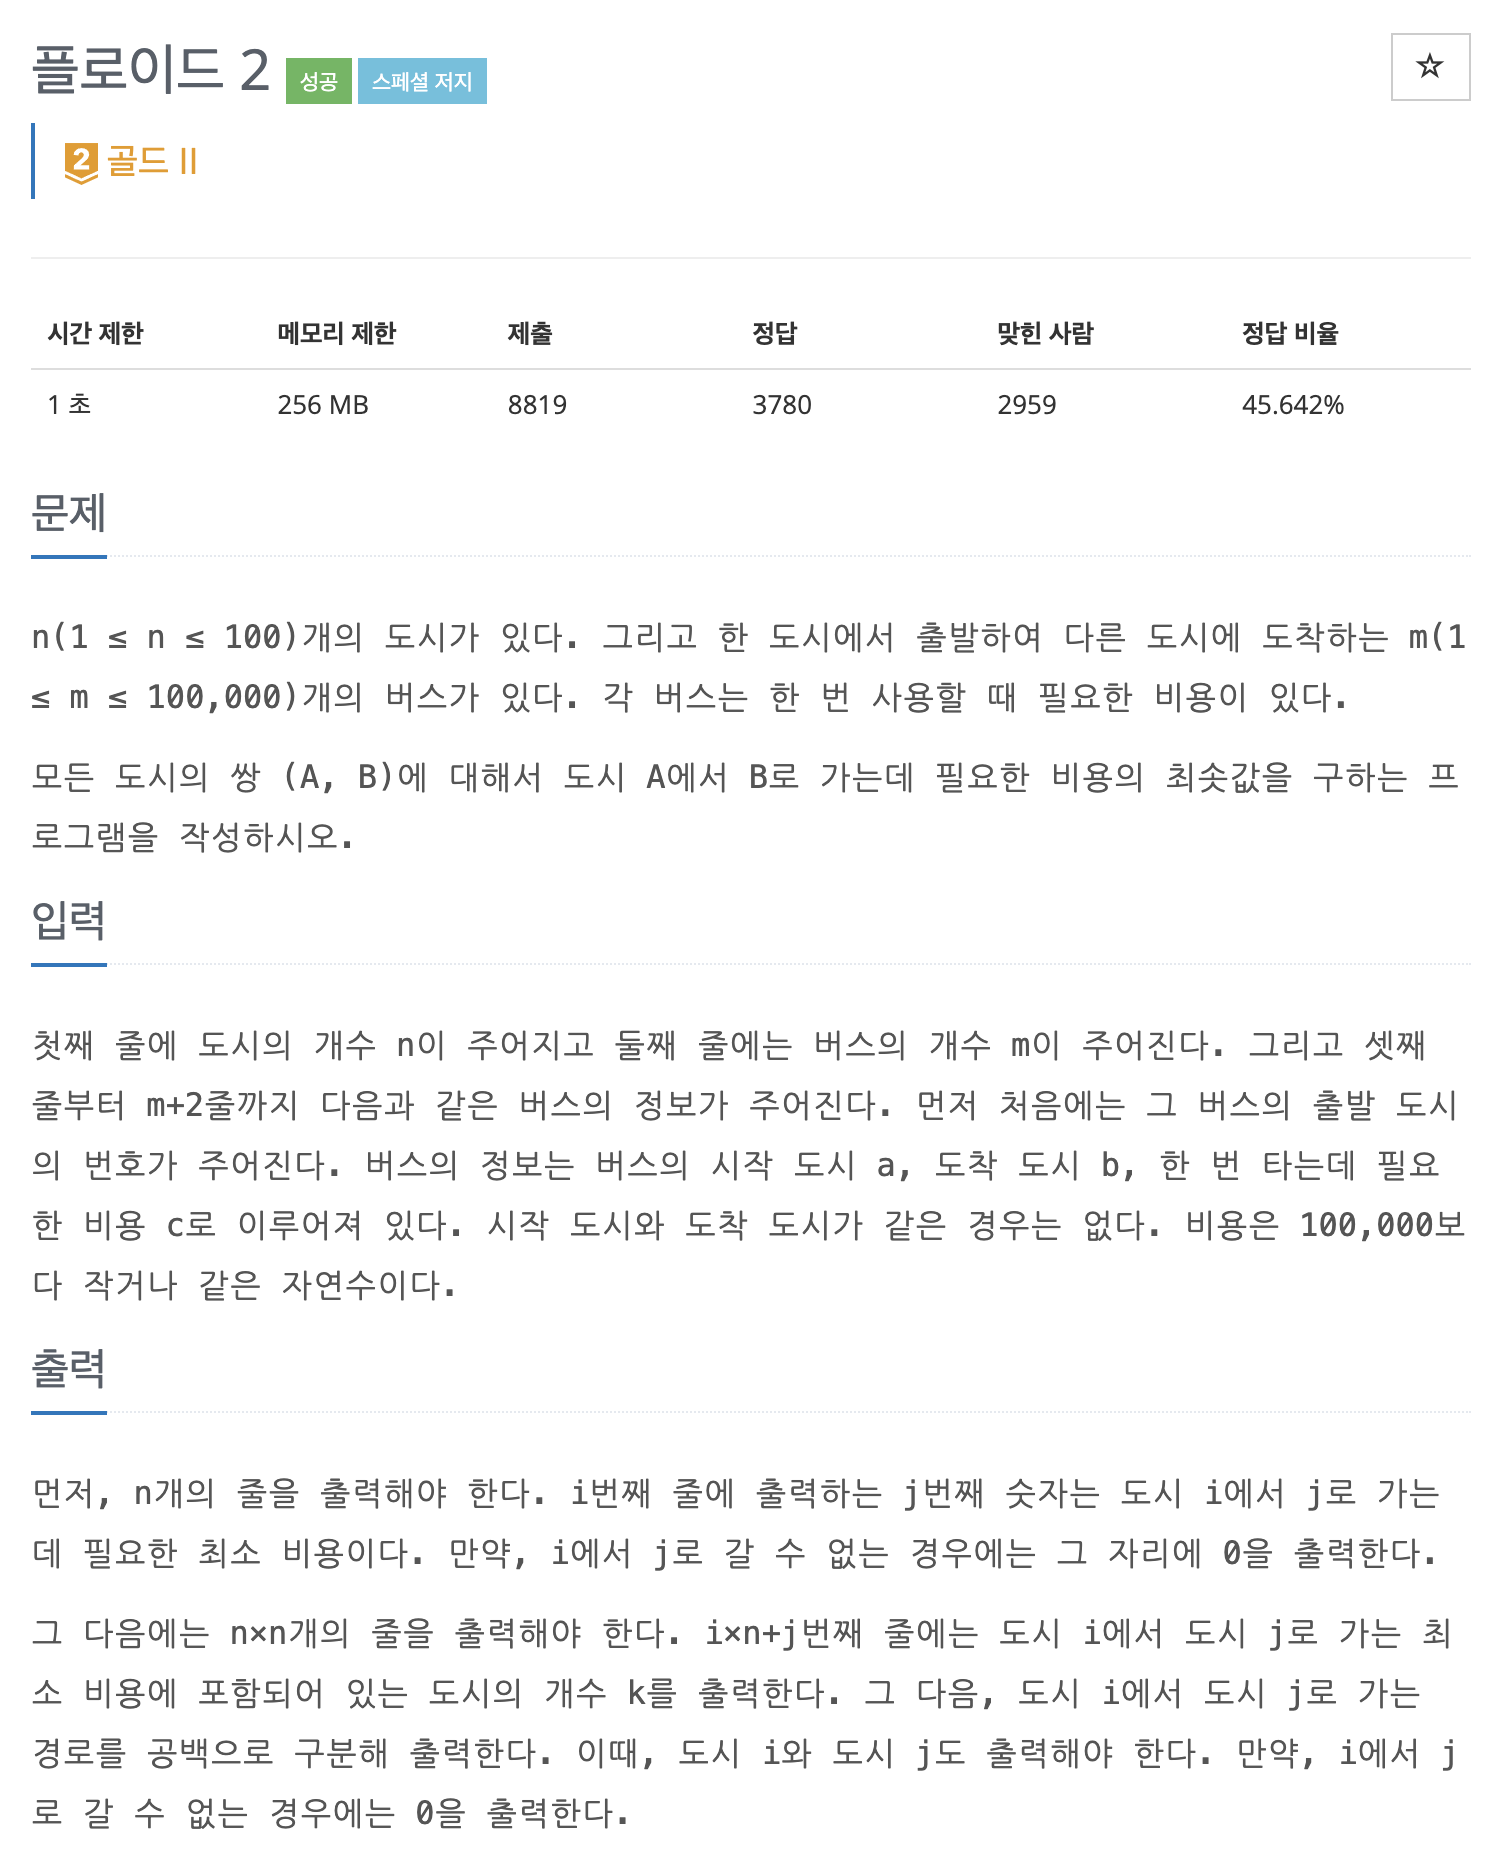 플로이드 2 성공 스페셜 저지
2 골드 II
시간 제한 메모리 제한 제출 정답 맞힌 사람 정답 비율
1 초 256 MB 8819 3780 2959 45.642%
문제
n(1 ≤ n ≤ 100)개의 도시가 있다. 그리고 한 도시에서 출발하여 다른 도시에 도착하는 m(1
≤ m ≤ 100,000)개의 버스가 있다. 각 버스는 한 번 사용할 때 필요한 비용이 있다.
모든 도시의 쌍 (A, B)에 대해서 도시 A에서 B로 가는데 필요한 비용의 최솟값을 구하는 프
로그램을 작성하시오.
입력
첫째 줄에 도시의 개수 n이 주어지고 둘째 줄에는 버스의 개수 m이 주어진다. 그리고 셋째
줄부터 m+2줄까지 다음과 같은 버스의 정보가 주어진다. 먼저 처음에는 그 버스의 출발 도시
의 번호가 주어진다. 버스의 정보는 버스의 시작 도시 a, 도착 도시 b, 한 번 타는데 필요
한 비용 c로 이루어져 있다. 시작 도시와 도착 도시가 같은 경우는 없다. 비용은 100,000보
다 작거나 같은 자연수이다.
출력
먼저, n개의 줄을 출력해야 한다. i번째 줄에 출력하는 j번째 숫자는 도시 i에서 j로 가는
데 필요한 최소 비용이다. 만약, i에서 j로 갈 수 없는 경우에는 그 자리에 0을 출력한다.
그 다음에는 n×n개의 줄을 출력해야 한다. i×n+j번째 줄에는 도시 i에서 도시 j로 가는 최
소 비용에 포함되어 있는 도시의 개수 k를 출력한다. 그 다음, 도시 i에서 도시 j로 가는
경로를 공백으로 구분해 출력한다. 이때, 도시 i와 도시 j도 출력해야 한다. 만약, i에서 j
로 갈 수 없는 경우에는 0을 출력한다.